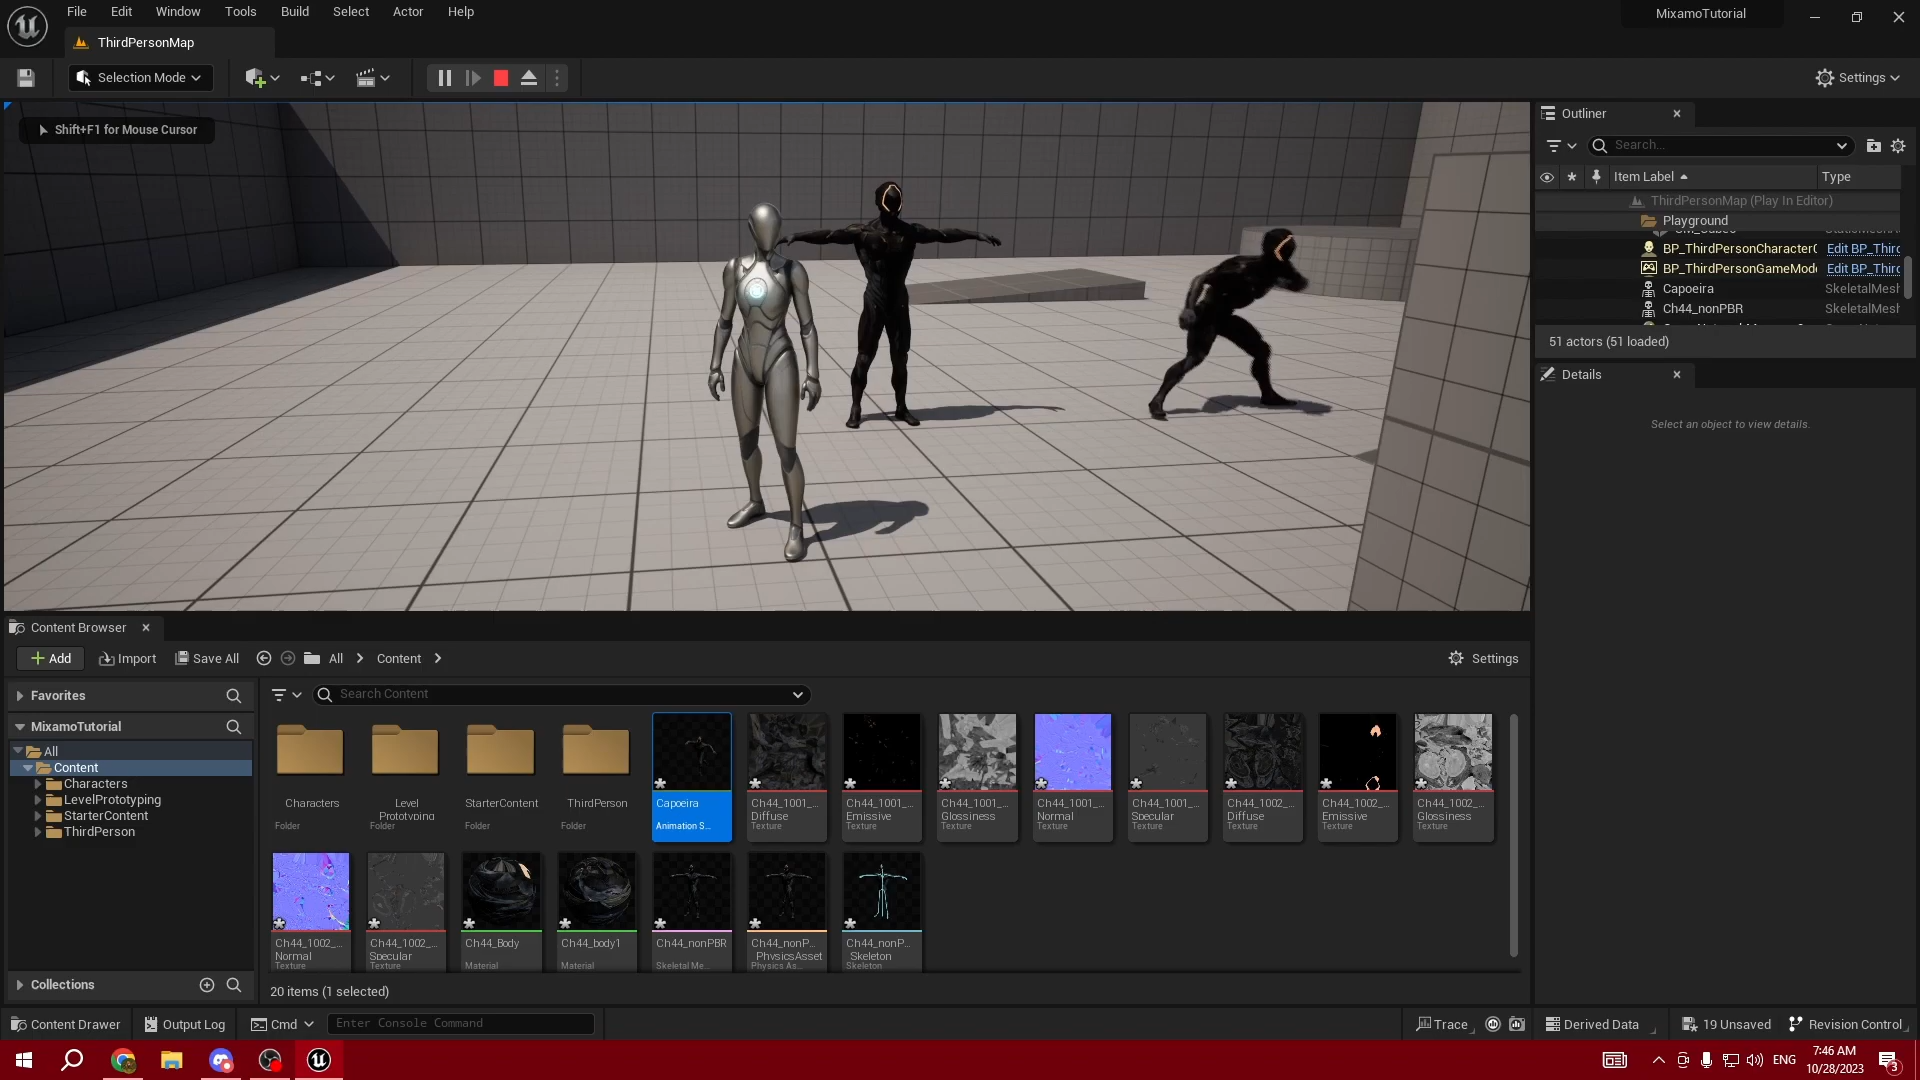 File Edit Window Tools Build Select Actor Help
MixamoTutorial
ThirdPersonMap
Selection Mode
Settings
Shift+F1 for Mouse Cursor
Outliner
Search...
Item Label Type
ThirdPersonMap (Play In Editor)
Playground
BP_ThirdPersonCharacter Edit BP_Thir
BP_ThirdPersonGameMod Edit BP_Thir
Capoeira SkeletalMesh
Ch44_nonPBR SkeletalMesh
51 actors (51 loaded)
Details
Select an object to view details.
Content Browser
Add Import Save All All Content Settings
Favorites
Search Content
MixamoTutorial
All
Content
Characters
LevelPrototyping
StarterContent
ThirdPerson
Collections
Characters
Folder
Level
Prototyping
Folder
StarterContent
Folder
ThirdPerson
Folder
Capoeira
Animation S...
Ch44_1001_...
Diffuse
Texture
Ch44_1001_...
Emissive
Texture
Ch44_1001_...
Glossiness
Texture
Ch44_1001_...
Normal
Texture
Ch44_1001_...
Specular
Texture
Ch44_1002_...
Diffuse
Texture
Ch44_1002_...
Emissive
Texture
Ch44_1002_...
Glossiness
Texture
Ch44_1002_...
Normal
Texture
Ch44_1002_...
Specular
Texture
Ch44_Body
Material
Ch44_body1
Material
Ch44_nonPBR
Skeletal Me...
Ch44_nonP...
_PhysicsAsset
Physics As...
Ch44_nonP...
_Skeleton
Skeleton
20 items (1 selected)
Content Drawer Output Log Cmd Enter Console Command Trace Derived Data 19 Unsaved Revision Control
ENG
7:46 AM
10/28/2023
3